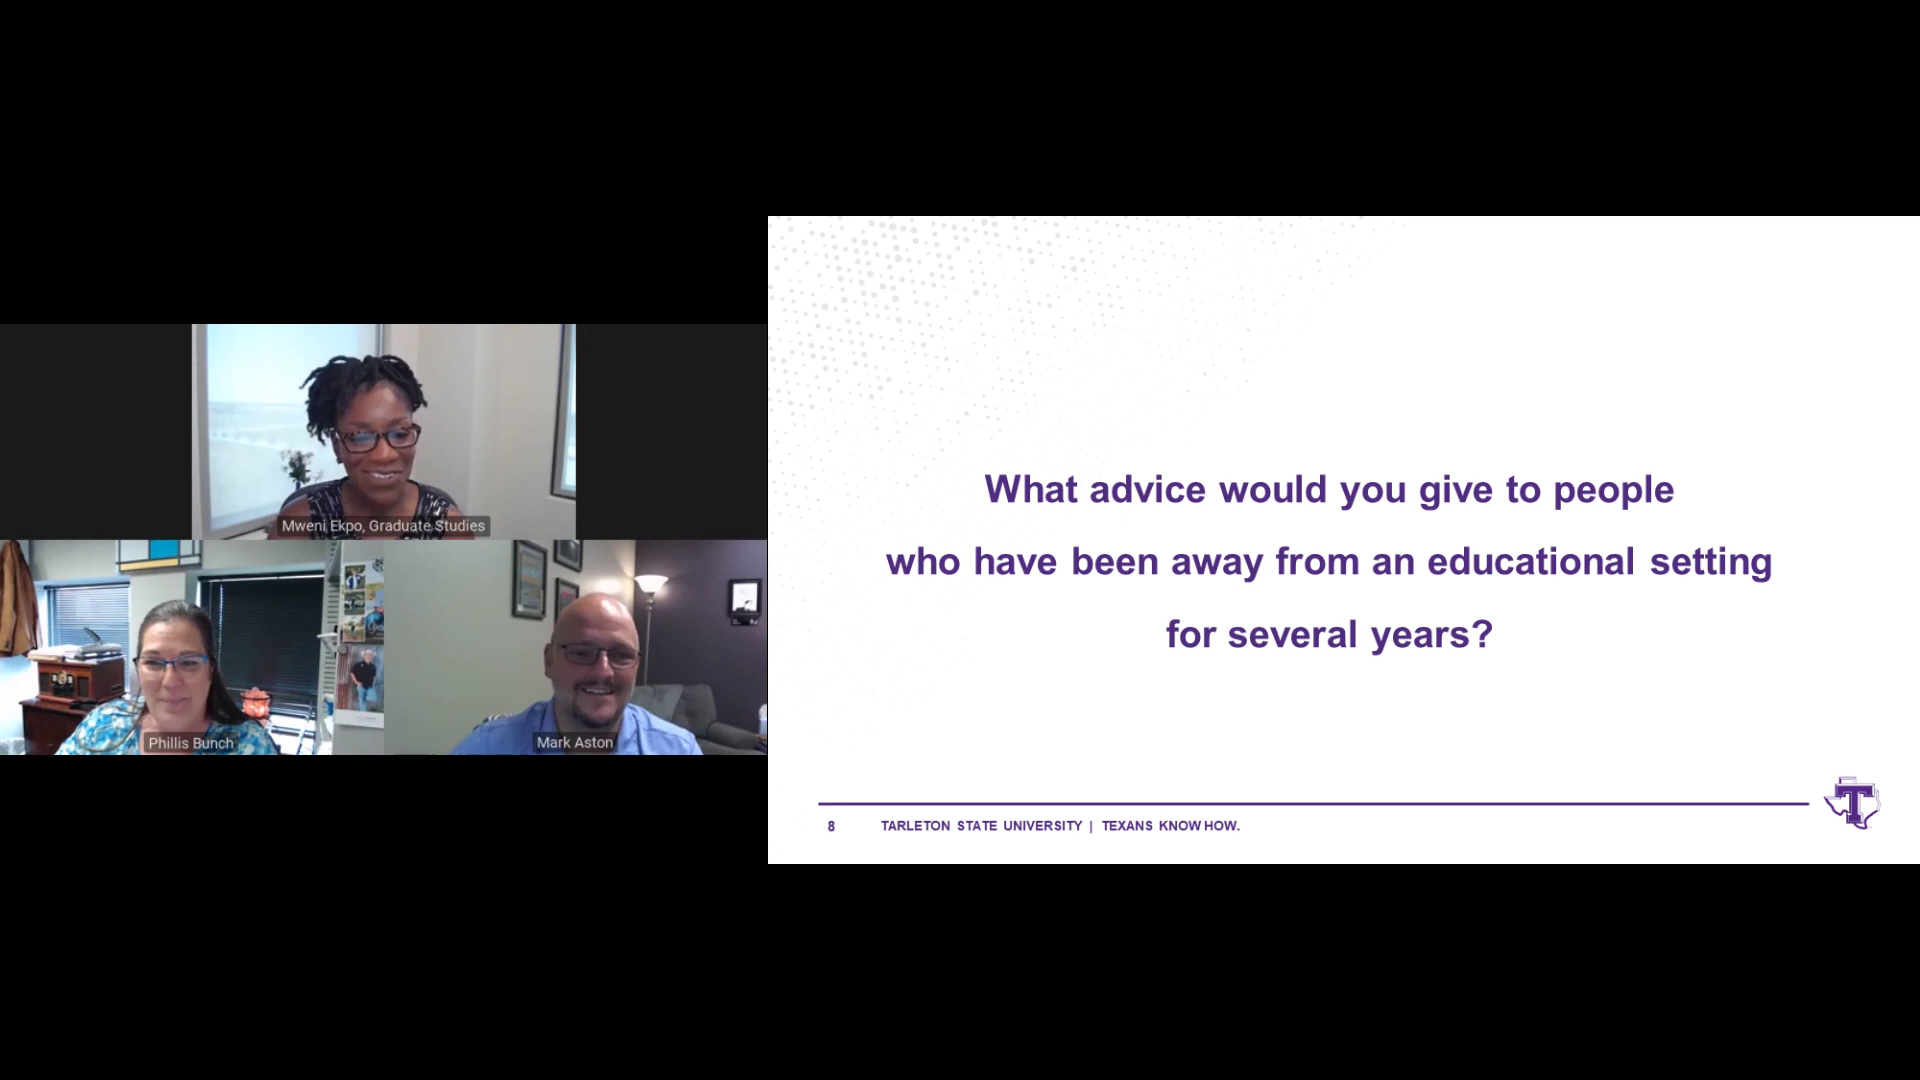 Mweni Ekpo, Graduate Studies
Phillis Bunch
Mark Aston
What advice would you give to people
who have been away from an educational setting
for several years?
8 TARLETON STATE UNIVERSITY | TEXANS KNOW HOW.
T